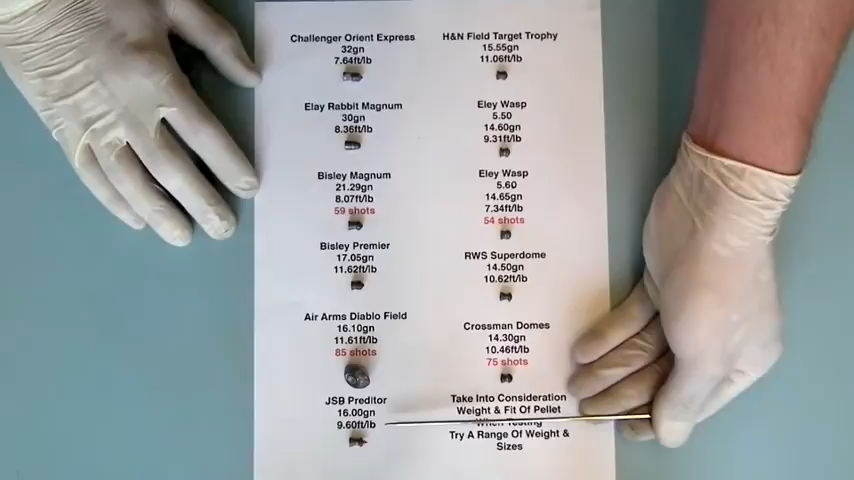 Challenger Orient Express
32gn
7.64ft/lb
Elay Rabbit Magnum
30gn
8.36ft/lb
Bisley Magnum
21.29gn
8.07ft/lb
59 shots
Bisley Premier
17.05gn
11.62ft/lb
Air Arms Diablo Field
16.10gn
11.61ft/lb
85 shots
JSB Preditor
16.00gn
9.60ft/lb
H&N Field Target Trophy
15.55gn
11.06ft/lb
Eley Wasp
5.50
14.60gn
9.31ft/lb
Eley Wasp
5.60
14.65gn
7.34ft/lb
54 shots
RWS Superdome
14.50gn
10.62ft/lb
Crossman Domes
14.30gn
10.46ft/lb
75 shots
Take Into Consideration
Weight & Fit Of Pellet
When Testing
Try A Range Of Weight &
Sizes